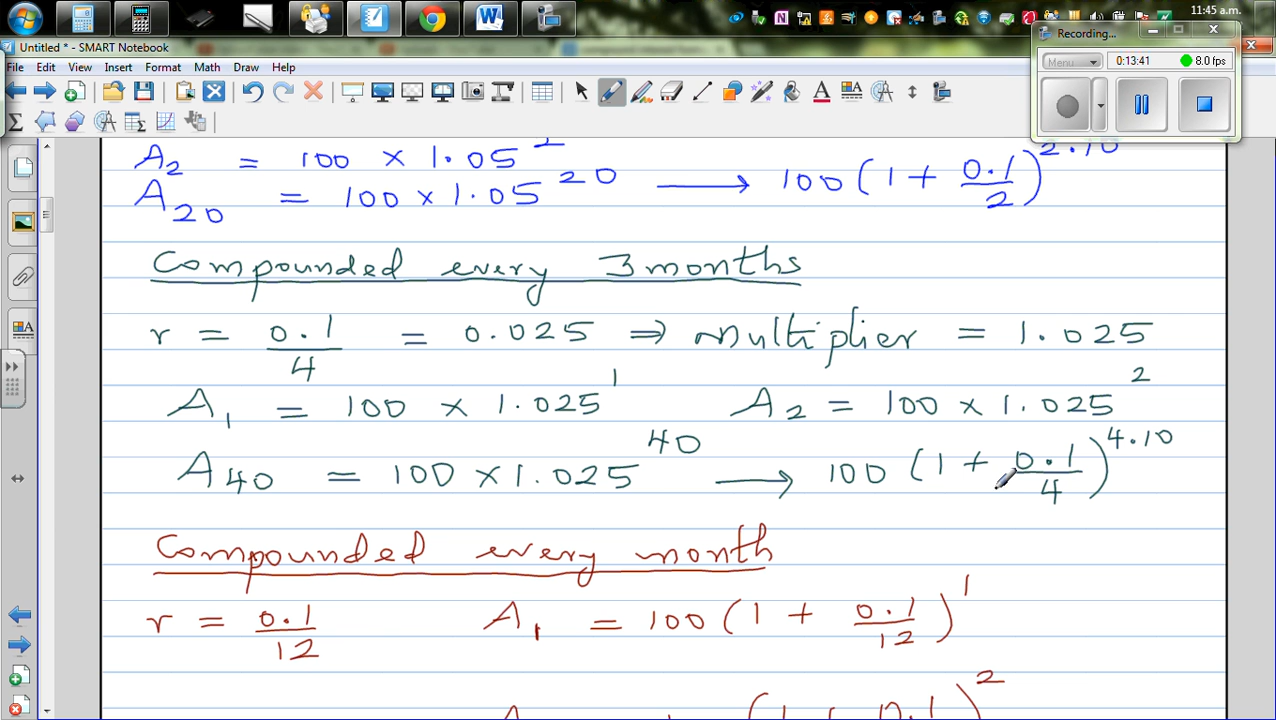 11:45 a.m.
Untitled * - SMART Notebook
Recording...
File Edit View Insert Format Math Draw Help
Menu 0:13:41 8.0 fps
A₂ = 100 × 1.05²
A₂₀ = 100 × 1.05²⁰ → 100(1 + 0.1/2)^2.10
Compounded every 3 months
r = 0.1/4 = 0.025 ⇒ Multiplier = 1.025
A₁ = 100 × 1.025¹ A₂ = 100 × 1.025²
A₄₀ = 100 × 1.025⁴⁰ → 100(1 + 0.1/4)^4.10
Compounded every month
r = 0.1/12 A₁ = 100(1 + 0.1/12)¹